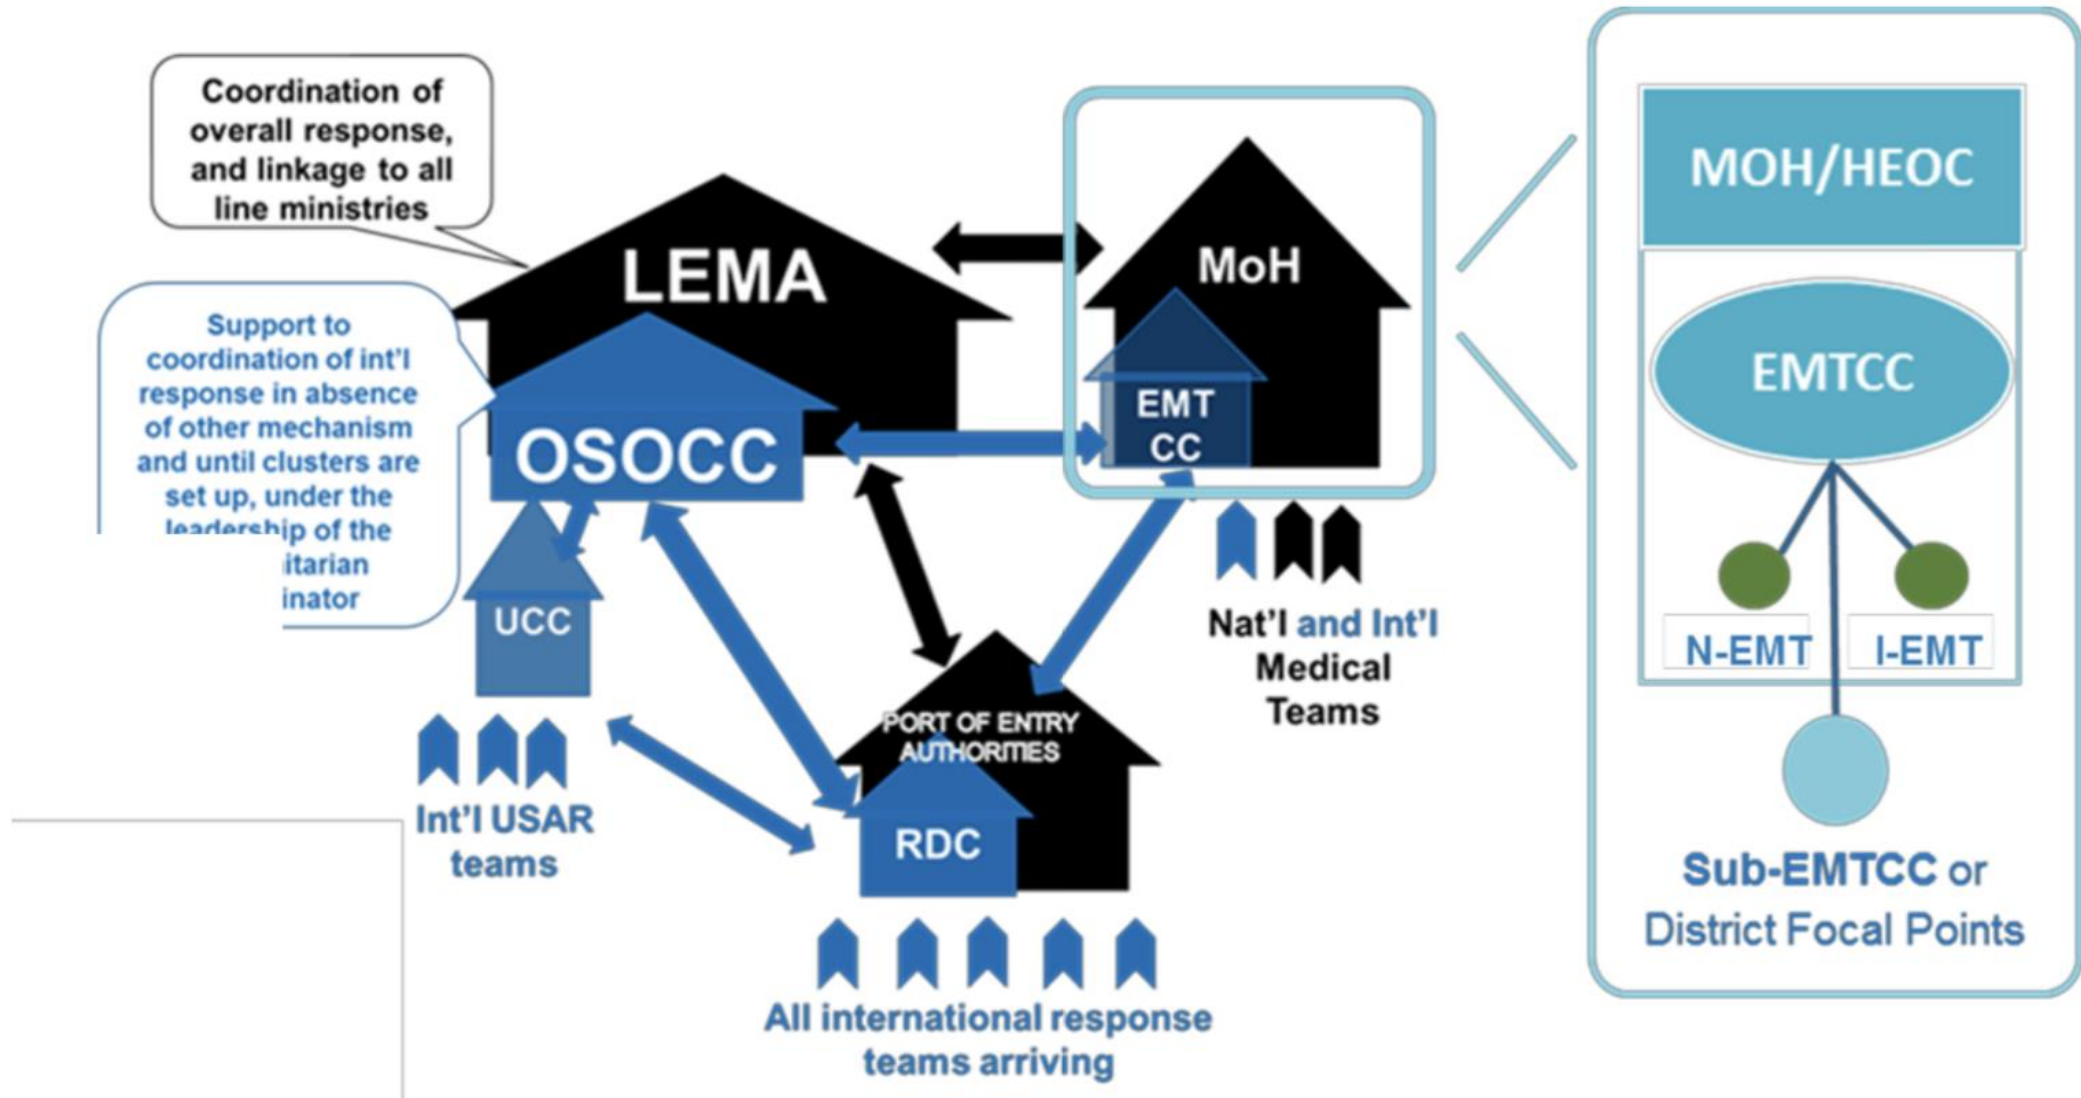 Coordination of
overall response,
and linkage to all
line ministries
Support to
coordination of int'l
response in absence
of other mechanism
and until clusters are
set up, under the
leadership of the
itarian
inator
LEMA
OSOCC
MoH
EMT
CC
UCC
Int'l USAR
teams
PORT OF ENTRY
AUTHORITIES
RDC
All international response
teams arriving
Nat'l and Int'l
Medical
Teams
MOH/HEOC
EMTCC
N-EMT
I-EMT
Sub-EMTCC or
District Focal Points